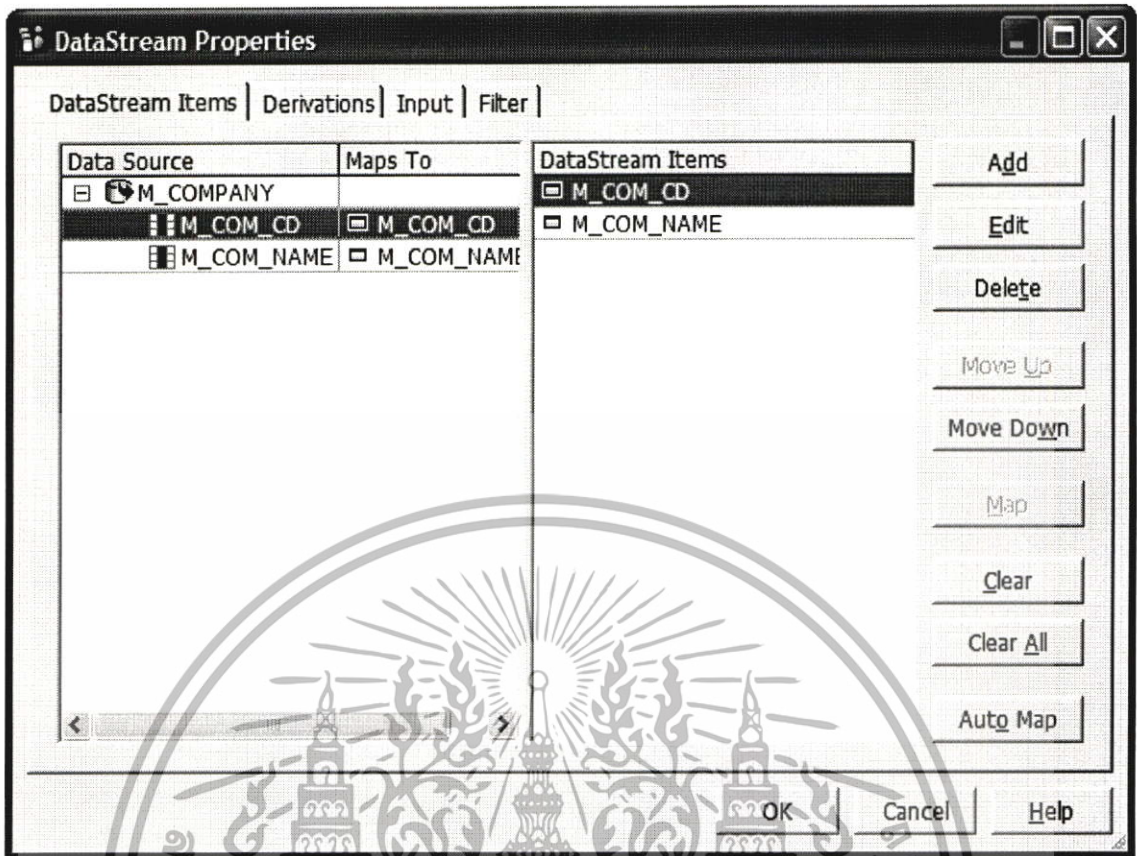 DataStream Properties
DataStream Items Derivations Input Filter
Data Source Maps To
M_COMPANY
M_COM_CD M_COM_CD
M_COM_NAME
DataStream Items
M_COM_CD
M_COM_NAME
Add
Edit
Delete
Move Up
Move Down
Map
Clear
Clear All
Auto Map
OK Cancel Help